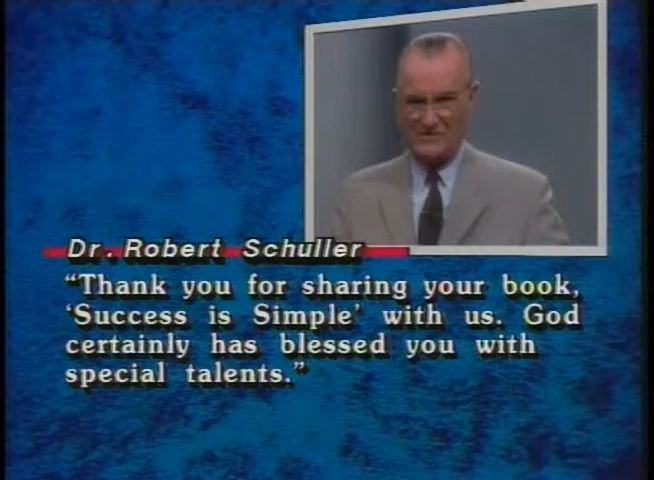 Dr. Robert Schuller
“Thank you for sharing your book,
‘Success is Simple’ with us. God
certainly has blessed you with
special talents.”